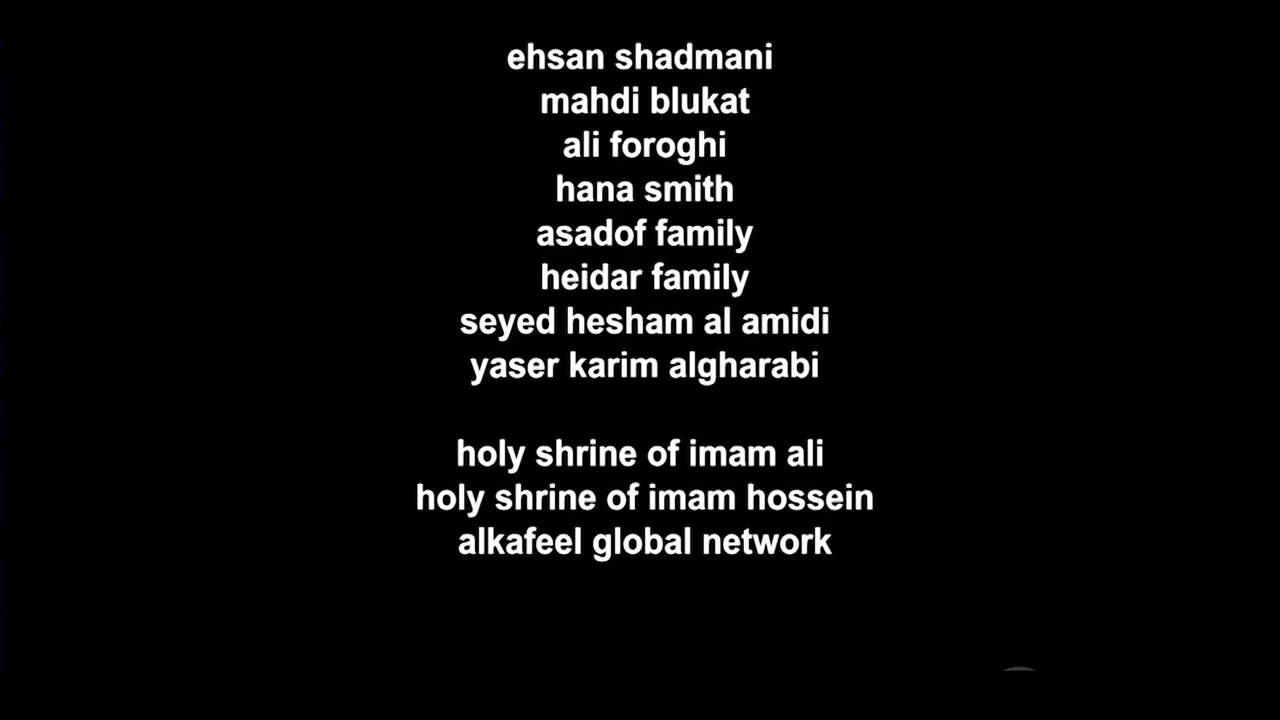 ehsan shadmani
mahdi blukat
ali foroghi
hana smith
asadof family
heidar family
seyed hesham al amidi
yaser karim algharabi
holy shrine of imam ali
holy shrine of imam hossein
alkafeel global network